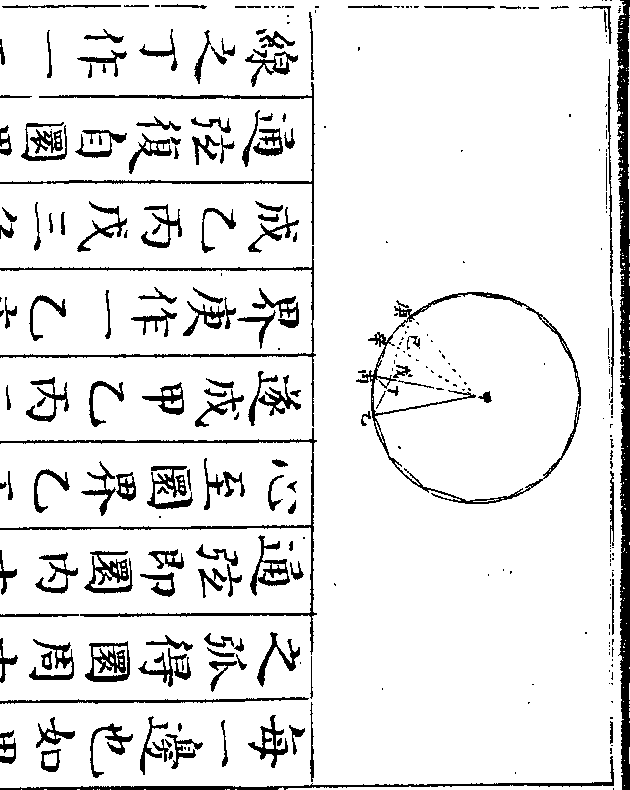 每一邊也如
之弧得圜周
通弦即圜内
心至圜界乙
遂成甲乙丙
界庚作一乙
成乙丙戊三
通弦復自圜
線之丁作一
甲
乙
丙
丁
戊
己
庚
辛